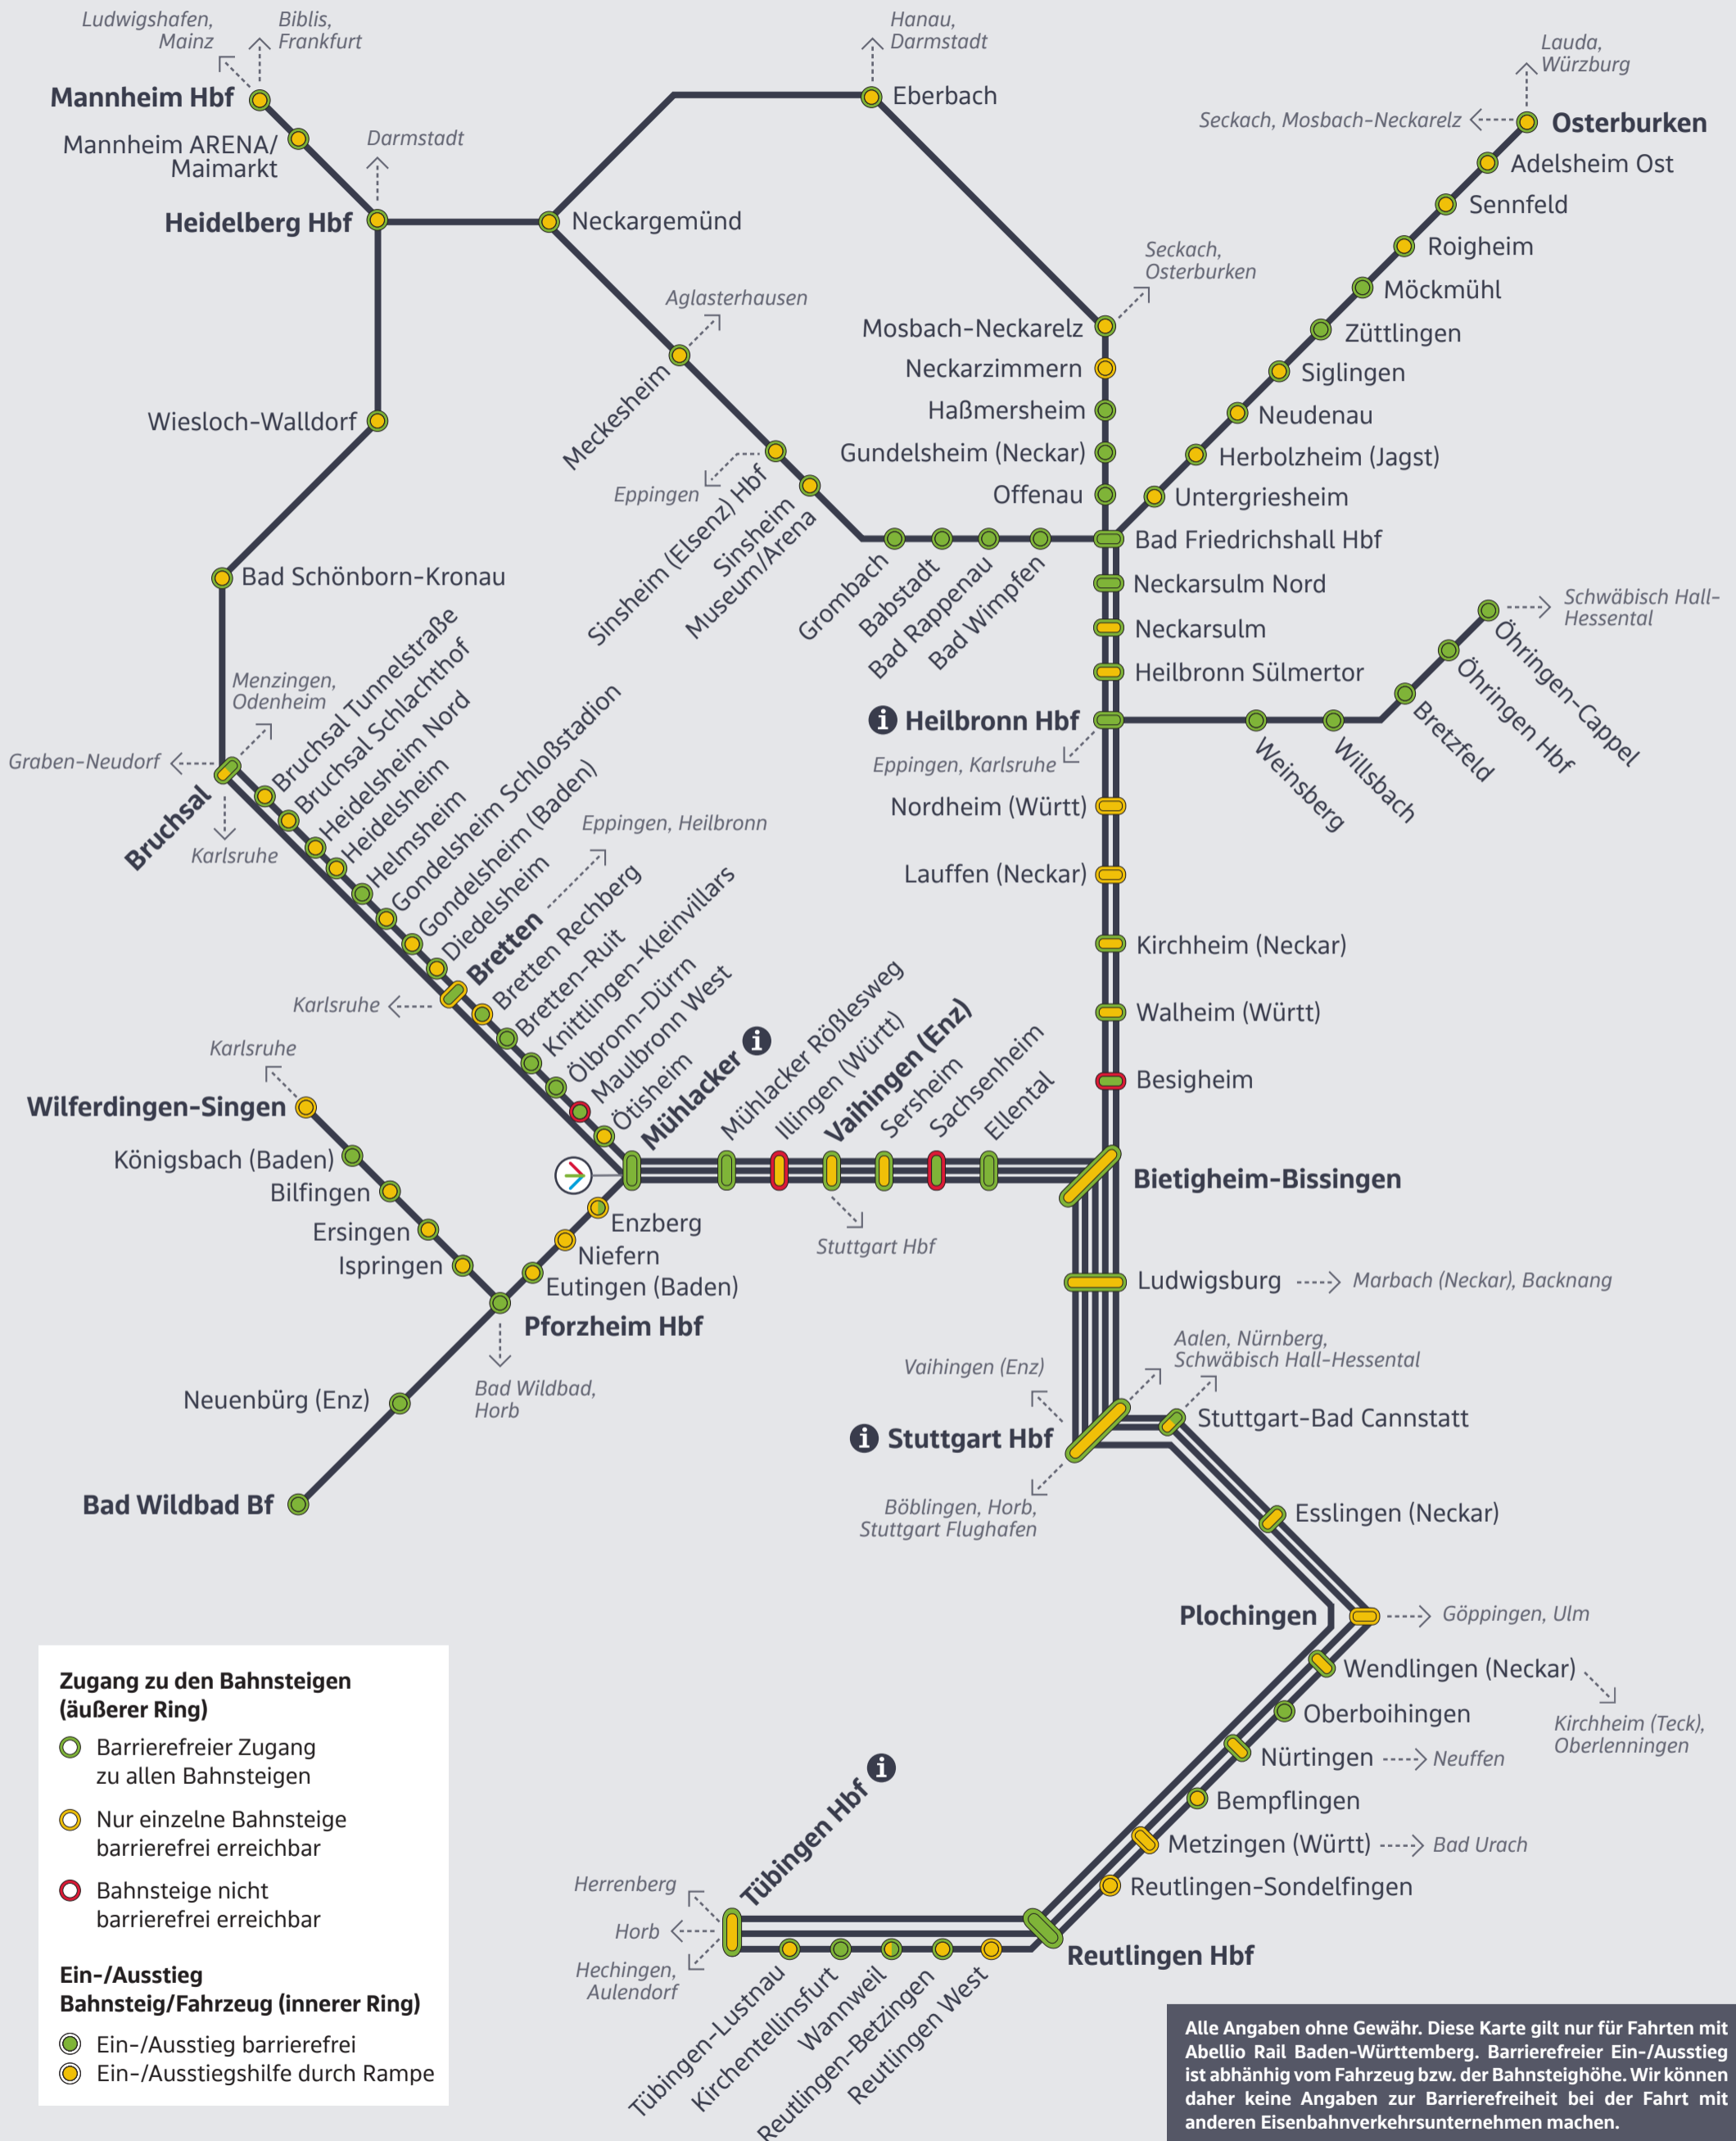 Ludwigshafen,
Mainz
Biblis,
Frankfurt
Hanau,
Darmstadt
Lauda,
Würzburg
Mannheim Hbf
Eberbach
Seckach, Mosbach-Neckarelz
Osterburken
Mannheim ARENA/
Maimarkt
Darmstadt
Adelsheim Ost
Sennfeld
Heidelberg Hbf
Neckargemünd
Roigheim
Seckach,
Osterburken
Möckmühl
Aglasterhausen
Mosbach-Neckarelz
Züttlingen
Neckarzimmern
Siglingen
Meckesheim
Haßmersheim
Neudenau
Wiesloch-Walldorf
Gundelsheim (Neckar)
Herbolzheim (Jagst)
Eppingen
Offenau
Untergriesheim
Sinsheim (Elsenz) Hbf
Sinsheim
Museum/Arena
Grombach
Babstadt
Bad Rappenau
Bad Wimpfen
Bad Friedrichshall Hbf
Bad Schönborn-Kronau
Neckarsulm Nord
Neckarsulm
Heilbronn Sülmertor
Schwäbisch Hall-
Hessental
Öhringen-Cappel
Öhringen Hbf
Bretzfeld
Willsbach
Weinsberg
i Heilbronn Hbf
Eppingen, Karlsruhe
Menzingen,
Odenheim
Graben-Neudorf
Bruchsal
Karlsruhe
Bruchsal Tunnelstraße
Bruchsal Schlachthof
Heidelsheim Nord
Heidelsheim
Helmsheim
Gondelsheim Schloßstadion
Gondelsheim (Baden)
Diedelsheim
Bretten
Eppingen, Heilbronn
Bretten Rechberg
Bretten-Ruit
Knittlingen-Kleinvillars
Ölbronn-Dürrn
Maulbronn West
Ötisheim
Karlsruhe
Nordheim (Württ)
Lauffen (Neckar)
Kirchheim (Neckar)
Walheim (Württ)
Besigheim
Mühlacker i
Mühlacker Rößlesweg
Illingen (Württ)
Vaihingen (Enz)
Sersheim
Sachsenheim
Ellental
Bietigheim-Bissingen
Stuttgart Hbf
Karlsruhe
Wilferdingen-Singen
Königsbach (Baden)
Bilfingen
Ersingen
Ispringen
Enzberg
Niefern
Eutingen (Baden)
Pforzheim Hbf
Bad Wildbad,
Horb
Neuenbürg (Enz)
Bad Wildbad Bf
Ludwigsburg
Marbach (Neckar), Backnang
Vaihingen (Enz)
Aalen, Nürnberg,
Schwäbisch Hall-Hessental
i Stuttgart Hbf
Stuttgart-Bad Cannstatt
Böblingen, Horb,
Stuttgart Flughafen
Esslingen (Neckar)
Plochingen
Göppingen, Ulm
Wendlingen (Neckar)
Kirchheim (Teck),
Oberlenningen
Oberboihingen
Nürtingen
Neuffen
Bempflingen
Metzingen (Württ)
Bad Urach
Reutlingen-Sondelfingen
Reutlingen Hbf
Tübingen Hbf i
Herrenberg
Horb
Hechingen,
Aulendorf
Tübingen-Lustnau
Kirchentellinsfurt
Wannweil
Reutlingen-Betzingen
Reutlingen West
Zugang zu den Bahnsteigen
(äußerer Ring)
Barrierefreier Zugang
zu allen Bahnsteigen
Nur einzelne Bahnsteige
barrierefrei erreichbar
Bahnsteige nicht
barrierefrei erreichbar
Ein-/Ausstieg
Bahnsteig/Fahrzeug (innerer Ring)
Ein-/Ausstieg barrierefrei
Ein-/Ausstiegshilfe durch Rampe
Alle Angaben ohne Gewähr. Diese Karte gilt nur für Fahrten mit
Abellio Rail Baden-Württemberg. Barrierefreier Ein-/Ausstieg
ist abhänhig vom Fahrzeug bzw. der Bahnsteighöhe. Wir können
daher keine Angaben zur Barrierefreiheit bei der Fahrt mit
anderen Eisenbahnverkehrsunternehmen machen.